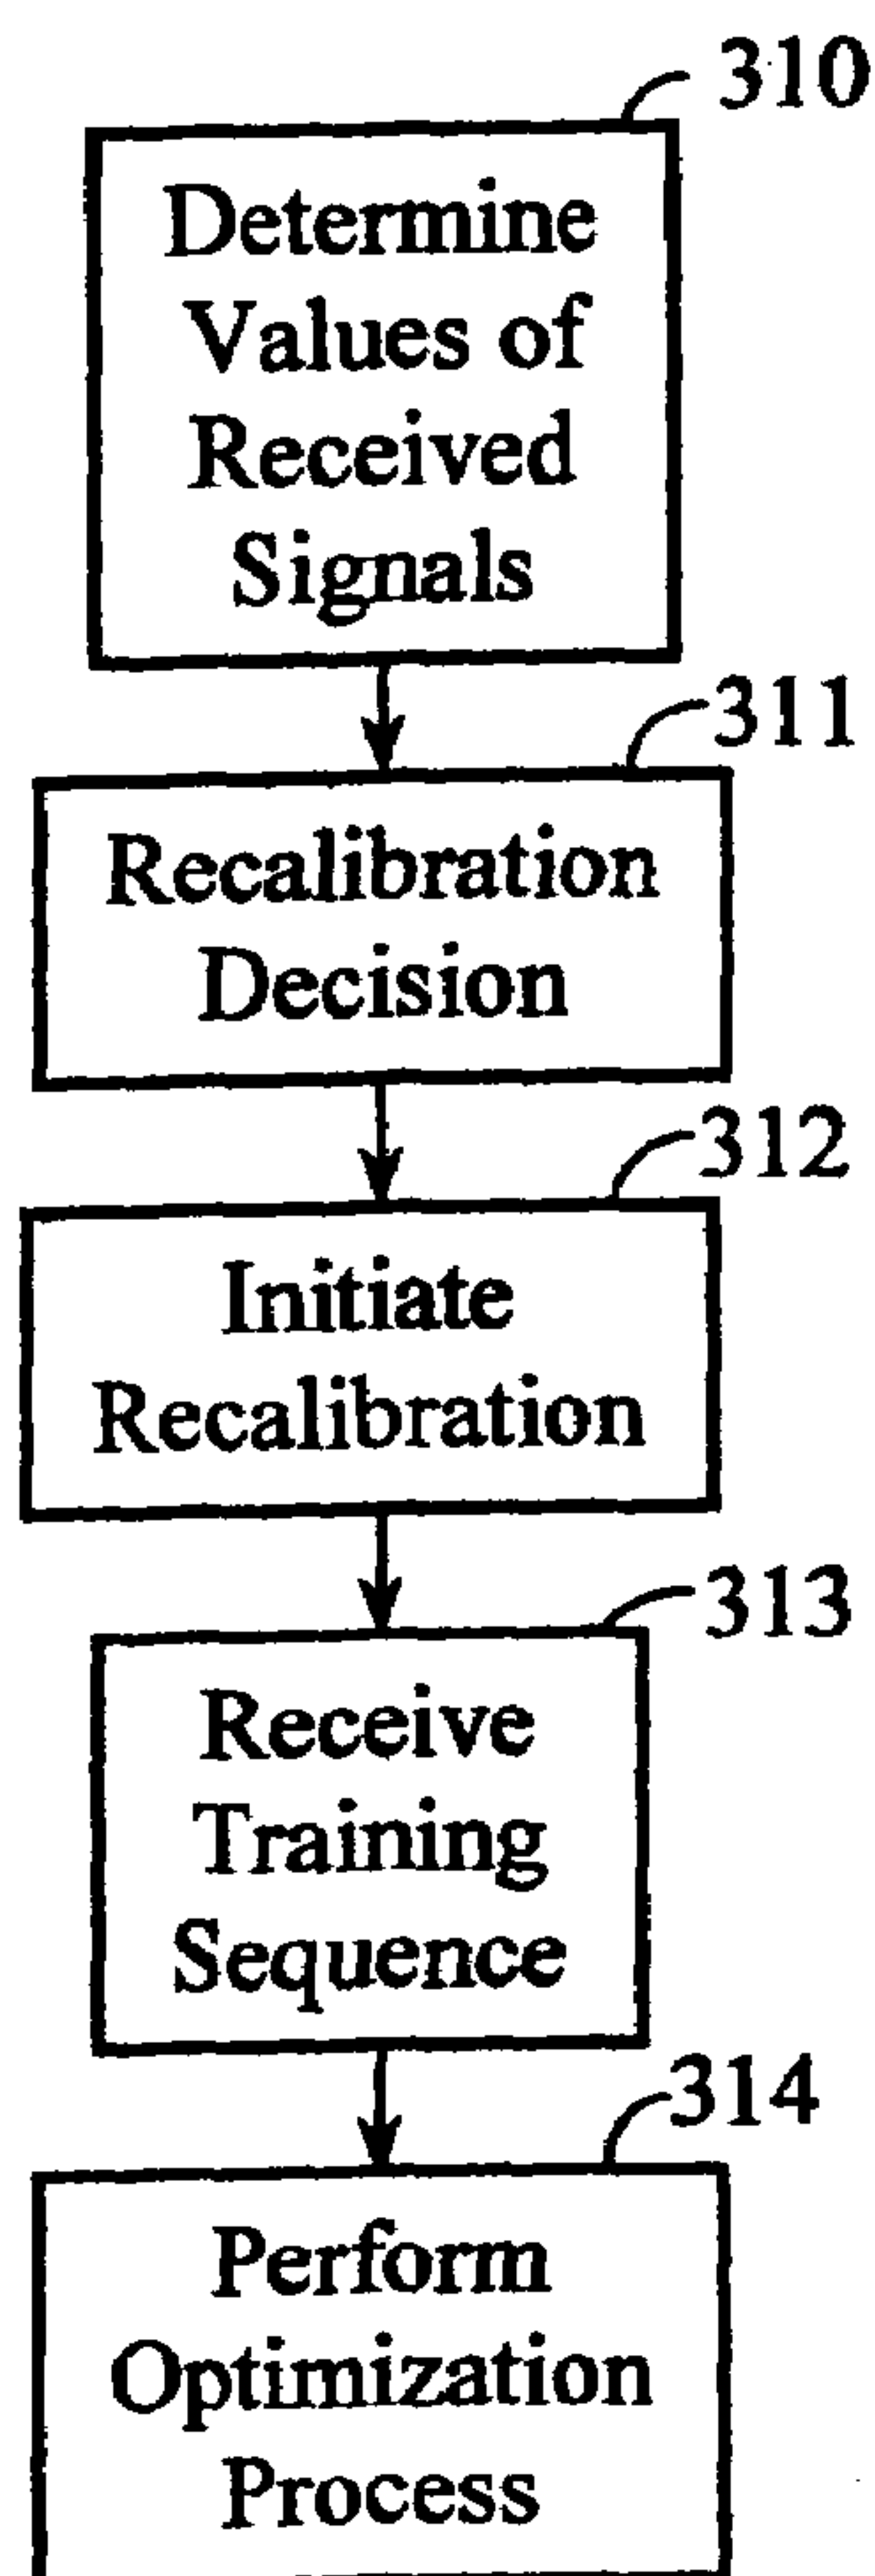 310
Determine
Values of
Received
Signals
311
Recalibration
Decision
312
Initiate
Recalibration
313
Receive
Training
Sequence
314
Perform
Optimization
Process